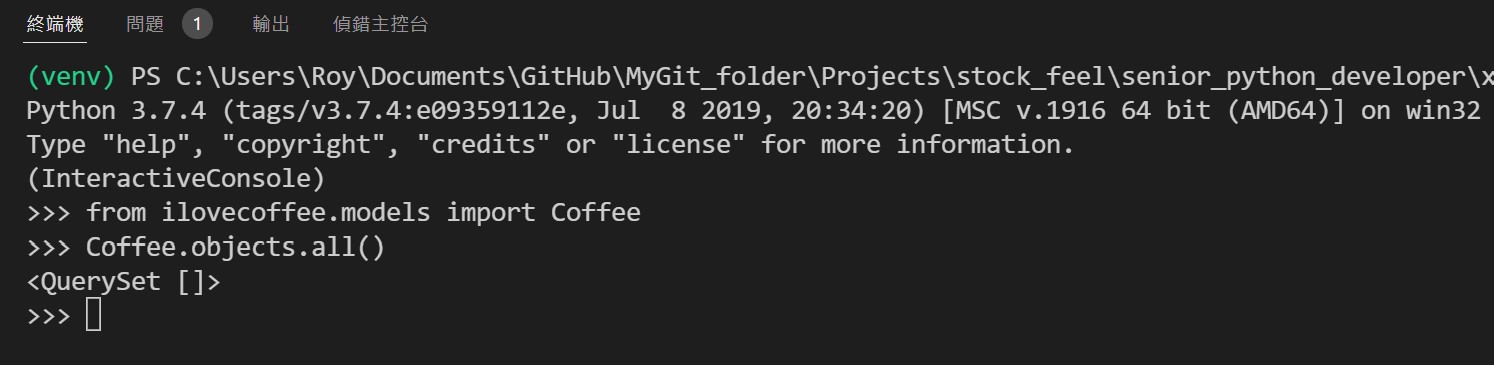 終端機 問題 1 輸出 偵錯主控台
(venv) PS C:\Users\Roy\Documents\GitHub\MyGit_folder\Projects\stock_feel\senior_python_developer\x
Python 3.7.4 (tags/v3.7.4:e09359112e, Jul  8 2019, 20:34:20) [MSC v.1916 64 bit (AMD64)] on win32
Type "help", "copyright", "credits" or "license" for more information.
(InteractiveConsole)
>>> from ilovecoffee.models import Coffee
>>> Coffee.objects.all()
<QuerySet []>
>>>